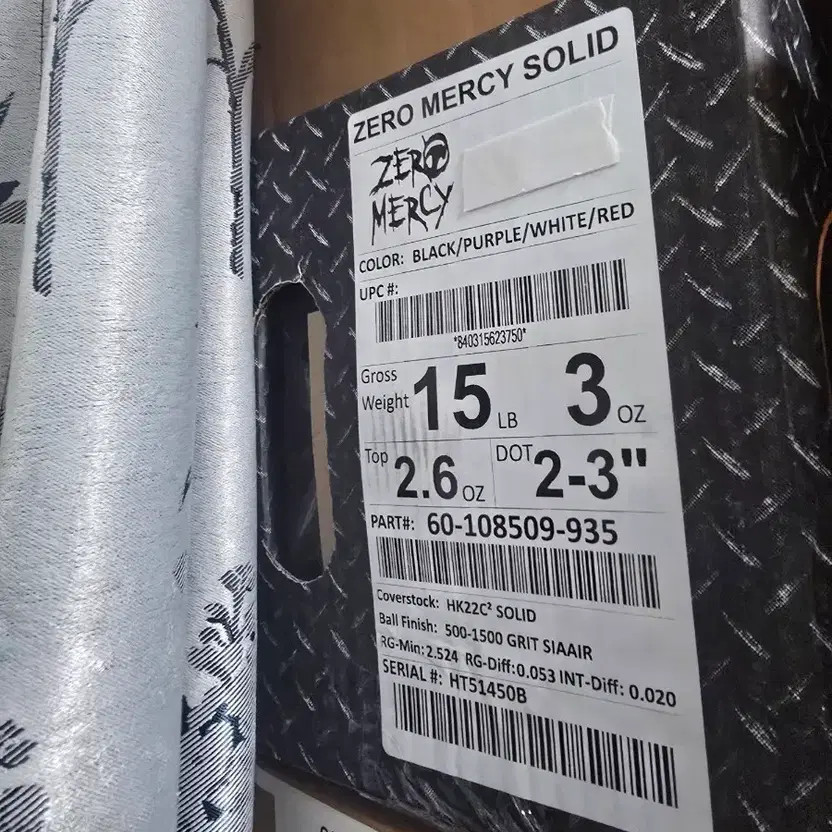 ZERO MERCY SOLID
ZERO
MERCY
COLOR: BLACK/PURPLE/WHITE/RED
UPC #:
*840315623750*
Gross Weight 15 LB 3 OZ
Top 2.6 OZ DOT 2-3"
PART#: 60-108509-935
Coverstock: HK22C² SOLID
Ball Finish: 500-1500 GRIT SIAAIR
RG-Min: 2.524 RG-Diff: 0.053 INT-Diff: 0.020
SERIAL #: HT51450B